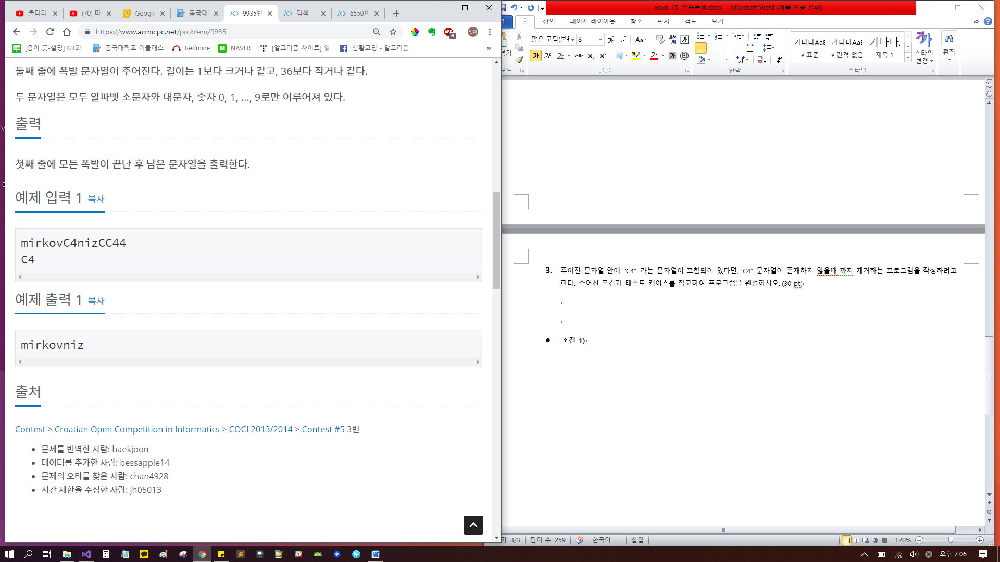 울타리
(70) 따
Google
동국대
9935번
검색
6550번
https://www.acmicpc.net/problem/9935
인제
[용어 뜻-설명] Git과
동국대학교 이클래스
Redmine
NAVER
[알고리즘 사이트] 알
생활코딩 - 알고리즘
»
둘째 줄에 폭발 문자열이 주어진다. 길이는 1보다 크거나 같고, 36보다 작거나 같다.
두 문자열은 모두 알파벳 소문자와 대문자, 숫자 0, 1, ..., 9로만 이루어져 있다.
출력
첫째 줄에 모든 폭발이 끝난 후 남은 문자열을 출력한다.
예제 입력 1 복사
mirkovC4nizCC44
C4
예제 출력 1 복사
mirkovniz
출처
Contest > Croatian Open Competition in Informatics > COCI 2013/2014 > Contest #5 3번
문제를 번역한 사람: baekjoon
데이터를 추가한 사람: bessapple14
문제의 오타를 찾은 사람: chan4928
시간 제한을 수정한 사람: jh05013
week 15. 실습문제.docx - Microsoft Word (제품 인증 실패)
홈
삽입
페이지 레이아웃
참조
편지
검토
보기
맑은 고딕(본문
8
글꼴
단락
가나다AaB
표준
가나다AaB
간격 없음
가나다
제목 1
스타일
변경
편집
스타일
3. 주어진 문자열 안에 "C4" 라는 문자열이 포함되어 있다면, "C4" 문자열이 존재하지 않을때 까지 제거하는 프로그램을 작성하려고
한다. 주어진 조건과 테스트 케이스를 참고하여 프로그램을 완성하시오. (30 pt)
● 조건 1)
지: 3/3
단어 수: 259
한국어
삽입
120%
오후 7:06